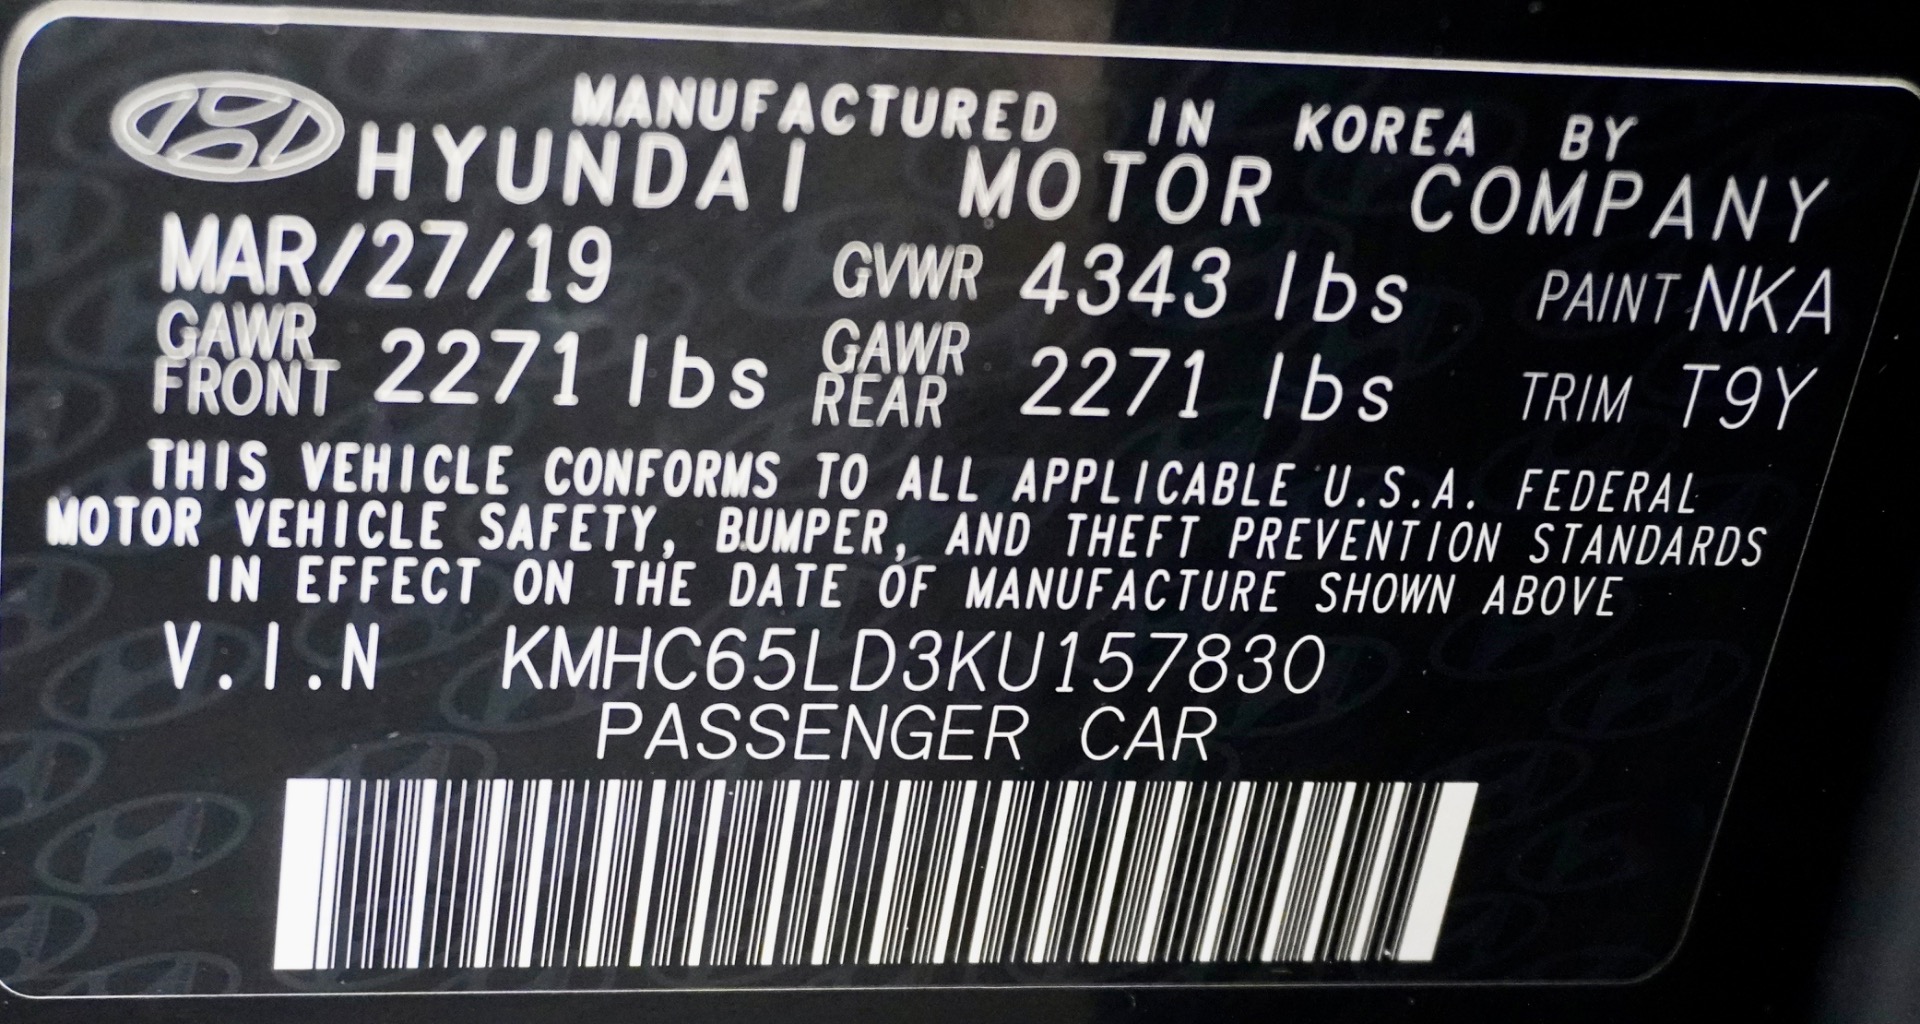 MANUFACTURED IN KOREA BY
HYUNDAI MOTOR COMPANY
MAR/27/19 GVWR 4343 lbs PAINT NKA
GAWR FRONT 2271 lbs GAWR REAR 2271 lbs TRIM T9Y
THIS VEHICLE CONFORMS TO ALL APPLICABLE U.S.A. FEDERAL
MOTOR VEHICLE SAFETY, BUMPER, AND THEFT PREVENTION STANDARDS
IN EFFECT ON THE DATE OF MANUFACTURE SHOWN ABOVE
V.I.N KMHC65LD3KU157830
PASSENGER CAR